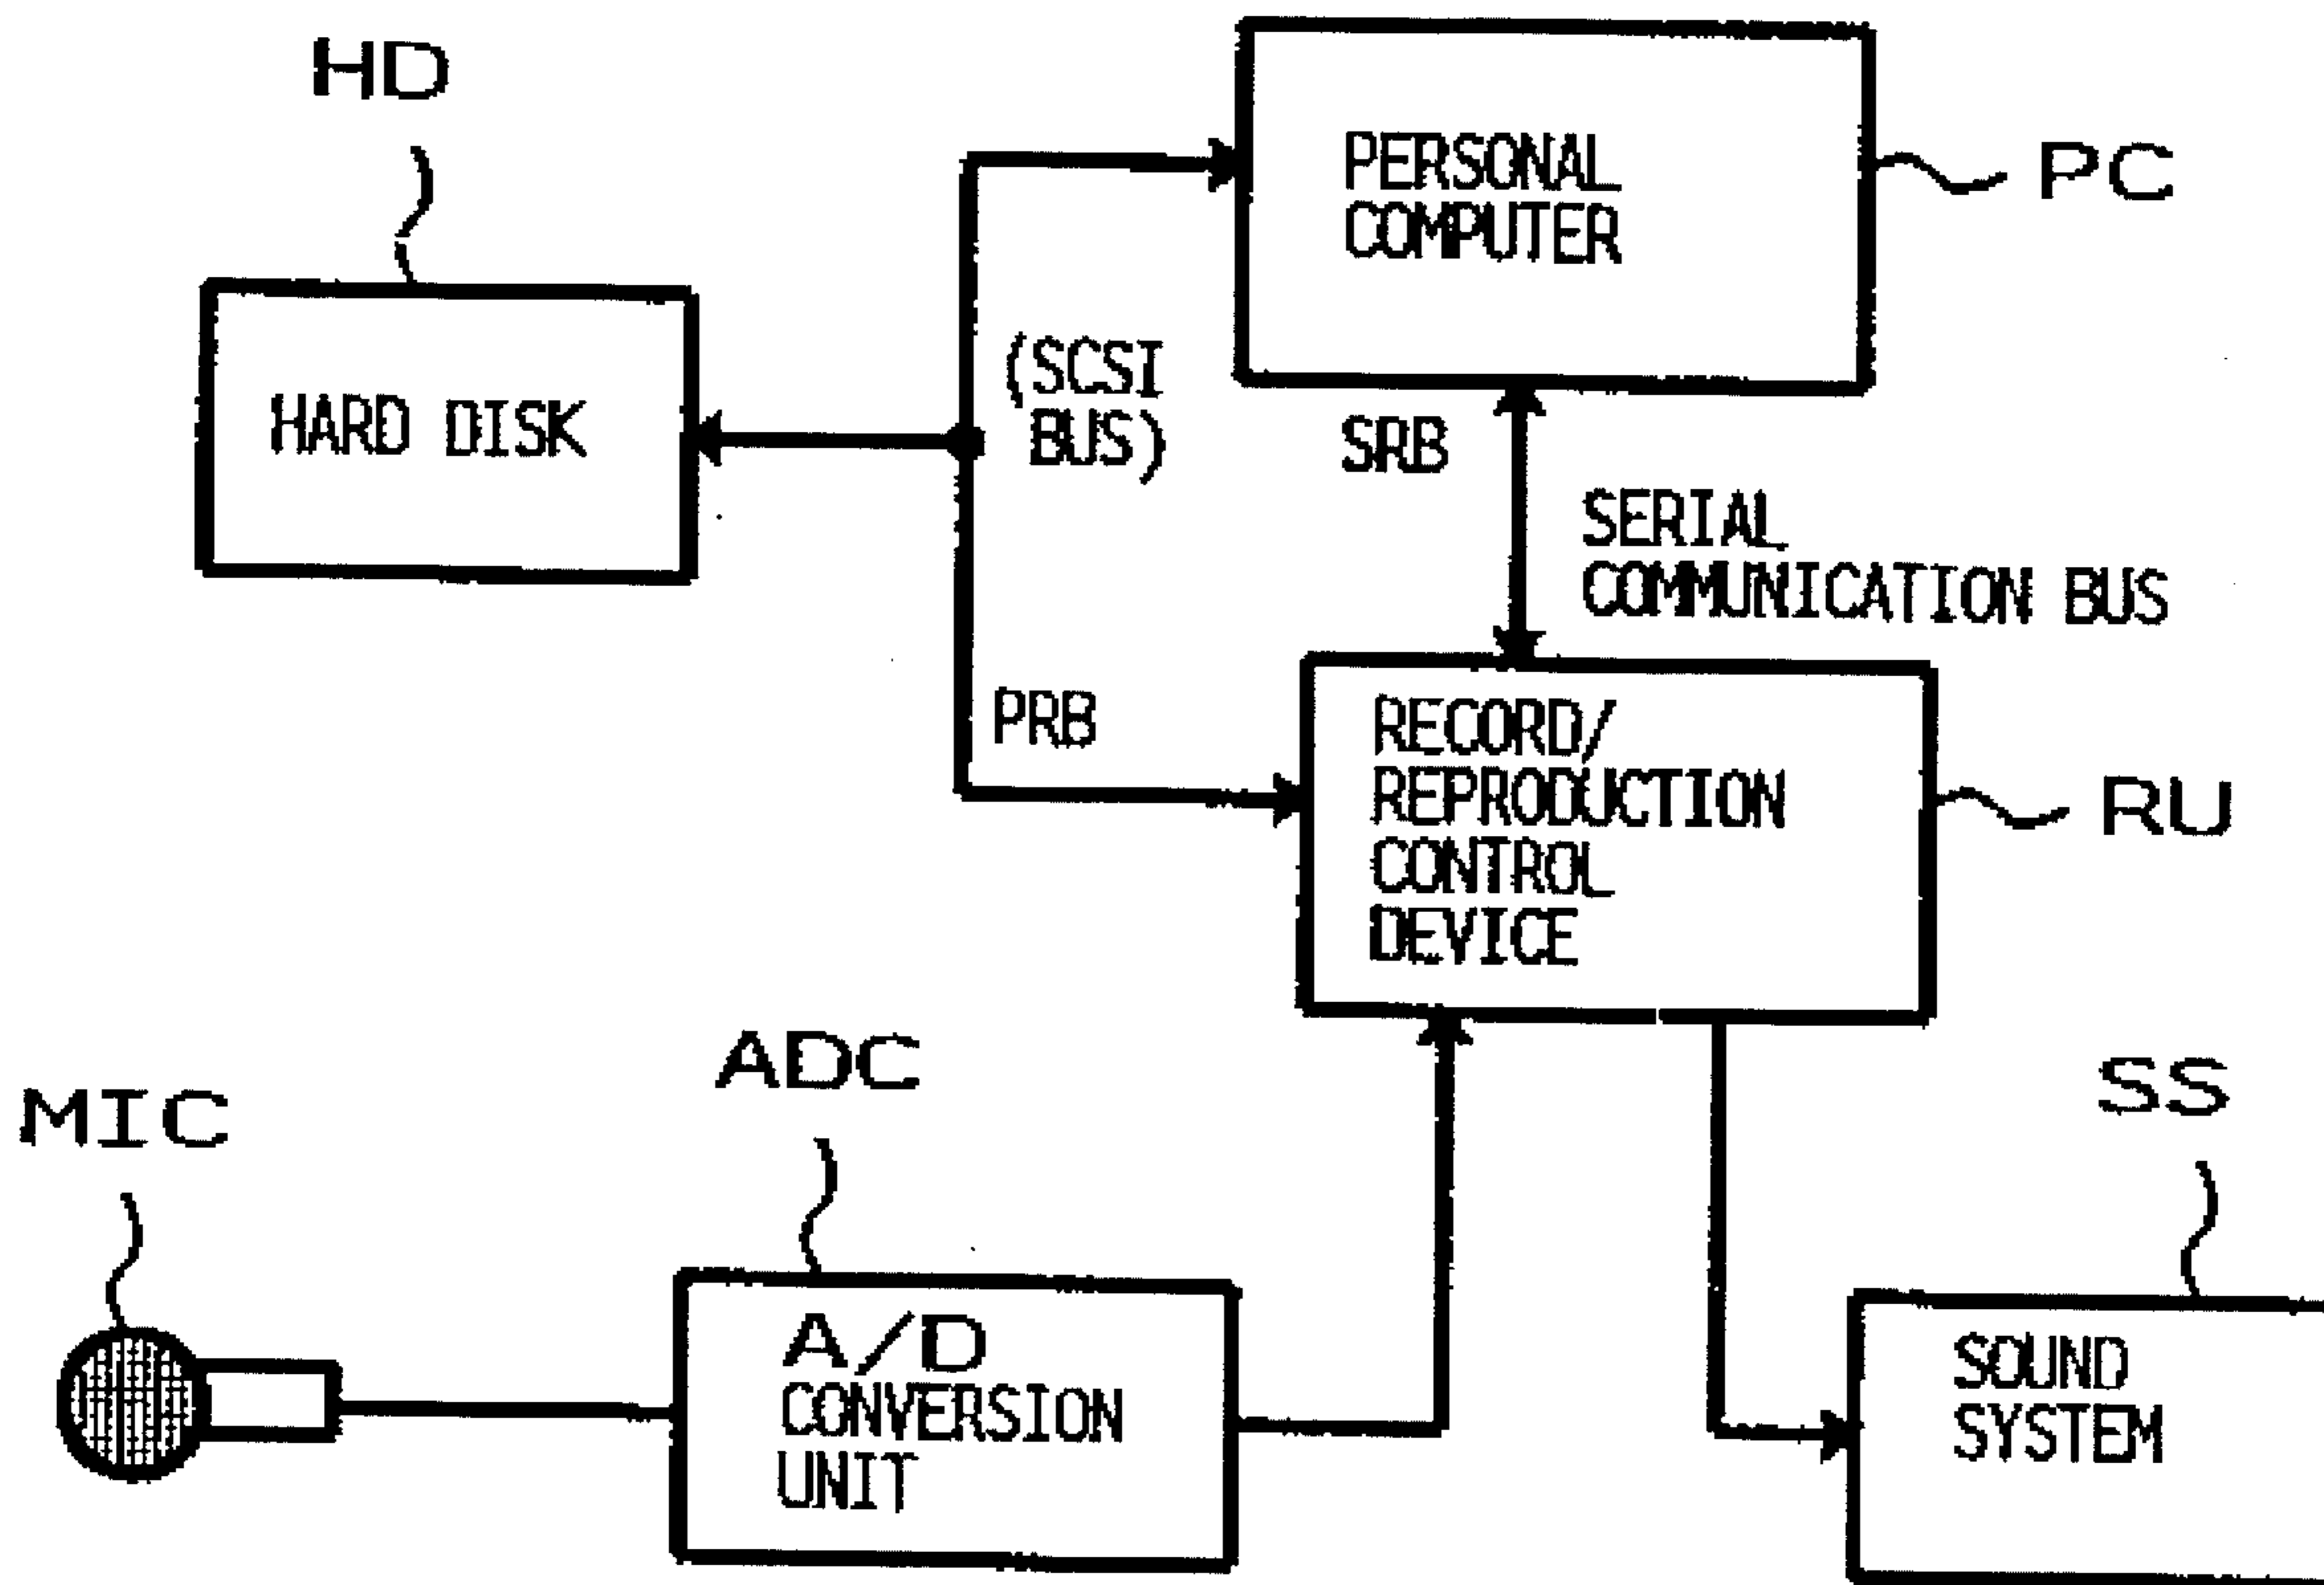 HD
PERSONAL
COMPUTER
PC
HARD DISK
(SCSI
BUS)
SRB
SERIAL
COMMUNICATION BUS
PRB
RECORD/
REPRODUCTION
CONTROL
DEVICE
RU
ADC
MIC
SS
A/D
CONVERSION
UNIT
SOUND
SYSTEM